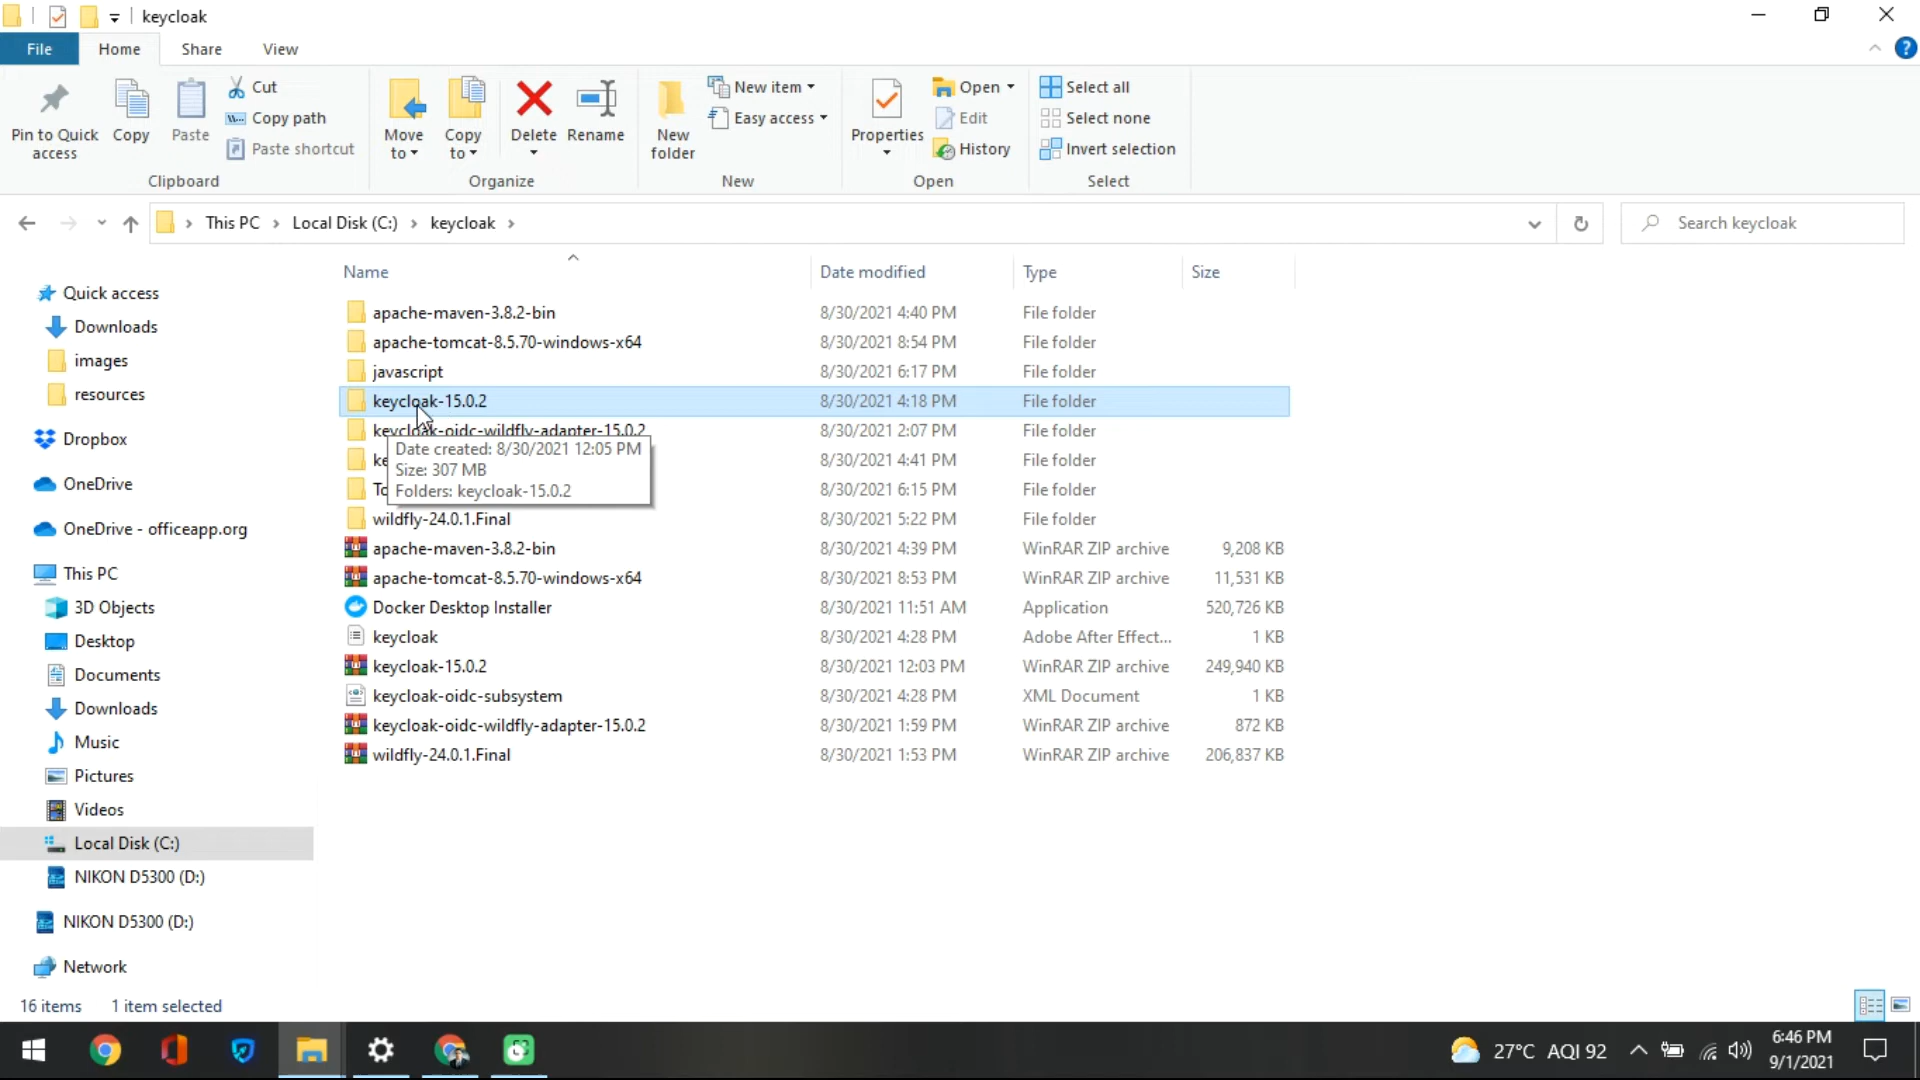 keycloak
File Home Share View
Pin to Quick access
Copy
Paste
Cut
Copy path
Paste shortcut
Clipboard
Move to
Copy to
Delete
Rename
Organize
New folder
New item
Easy access
New
Properties
Open
Edit
History
Open
Select all
Select none
Invert selection
Select
This PC > Local Disk (C:) > keycloak >
Search keycloak
Quick access
Downloads
images
resources
Dropbox
OneDrive
OneDrive - officeapp.org
This PC
3D Objects
Desktop
Documents
Downloads
Music
Pictures
Videos
Local Disk (C:)
NIKON D5300 (D:)
NIKON D5300 (D:)
Network
Name Date modified Type Size
apache-maven-3.8.2-bin 8/30/2021 4:40 PM File folder
apache-tomcat-8.5.70-windows-x64 8/30/2021 8:54 PM File folder
javascript 8/30/2021 6:17 PM File folder
keycloak-15.0.2 8/30/2021 4:18 PM File folder
keycloak-oidc-wildfly-adapter-15.0.2 8/30/2021 2:07 PM File folder
ke 8/30/2021 4:41 PM File folder
To 8/30/2021 6:15 PM File folder
wildfly-24.0.1.Final 8/30/2021 5:22 PM File folder
apache-maven-3.8.2-bin 8/30/2021 4:39 PM WinRAR ZIP archive 9,208 KB
apache-tomcat-8.5.70-windows-x64 8/30/2021 8:53 PM WinRAR ZIP archive 11,531 KB
Docker Desktop Installer 8/30/2021 11:51 AM Application 520,726 KB
keycloak 8/30/2021 4:28 PM Adobe After Effect... 1 KB
keycloak-15.0.2 8/30/2021 12:03 PM WinRAR ZIP archive 249,940 KB
keycloak-oidc-subsystem 8/30/2021 4:28 PM XML Document 1 KB
keycloak-oidc-wildfly-adapter-15.0.2 8/30/2021 1:59 PM WinRAR ZIP archive 872 KB
wildfly-24.0.1.Final 8/30/2021 1:53 PM WinRAR ZIP archive 206,837 KB
Date created: 8/30/2021 12:05 PM
Size: 307 MB
Folders: keycloak-15.0.2
16 items 1 item selected
27°C AQI 92
6:46 PM
9/1/2021